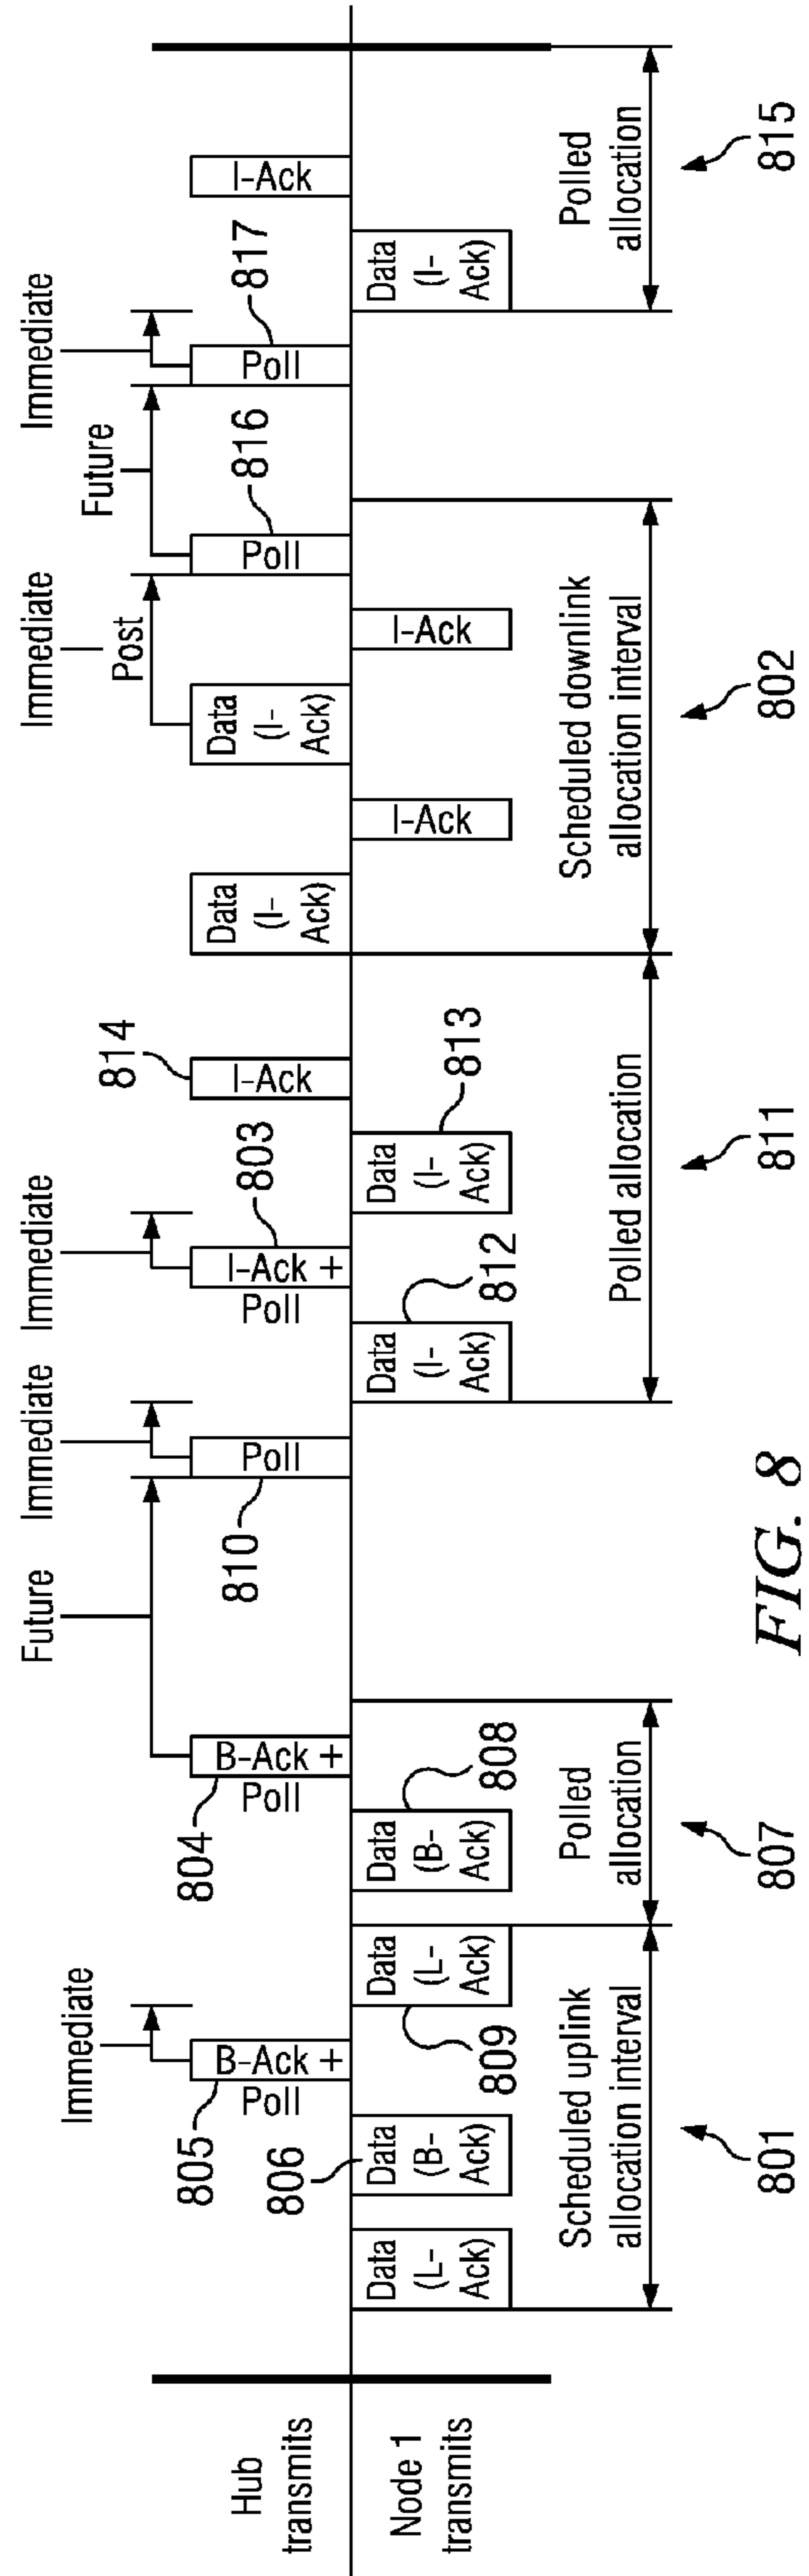 Immediate
Future
Immediate
Immediate
Immediate
Post
Future
Immediate
Hub
transmits
805
B-Ack +
Poll
804
B-Ack +
Poll
810
Poll
I-Ack +
Poll
803
814
I-Ack
Data
(I-
Ack)
Data
(I-
Ack)
Poll
816
Poll
817
I-Ack
Node 1
transmits
Data
(L-
Ack)
806
Data
(B-
Ack)
Data
(L-
Ack)
809
Data
(B-
Ack)
808
Data
(I-
Ack)
812
Data
(I-
Ack)
813
I-Ack
I-Ack
Data
(I-
Ack)
Scheduled uplink
allocation interval
Polled
allocation
Polled allocation
Scheduled downlink
allocation interval
Polled
allocation
801
807
811
802
815
FIG. 8